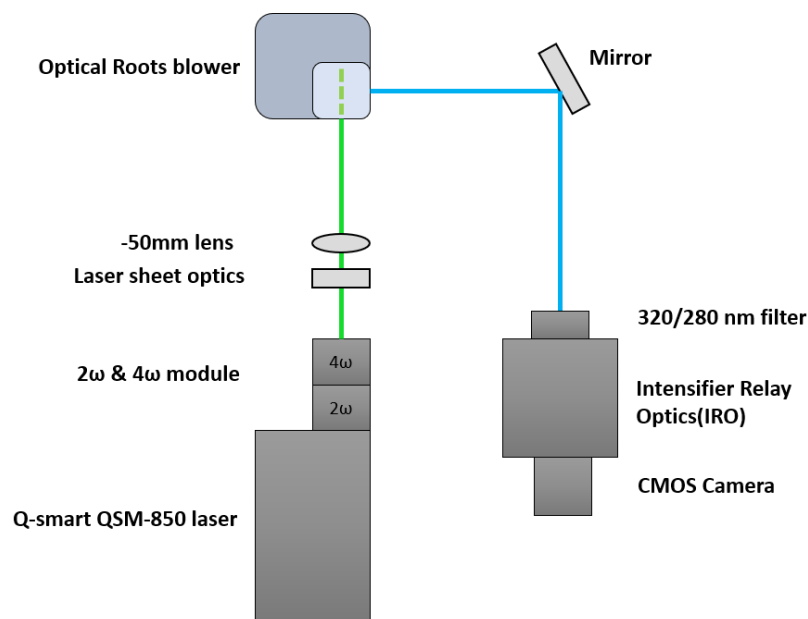 Optical Roots blower
Mirror
-50mm lens
Laser sheet optics
320/280 nm filter
2ω & 4ω module
4ω
2ω
Intensifier Relay
Optics(IRO)
CMOS Camera
Q-smart QSM-850 laser